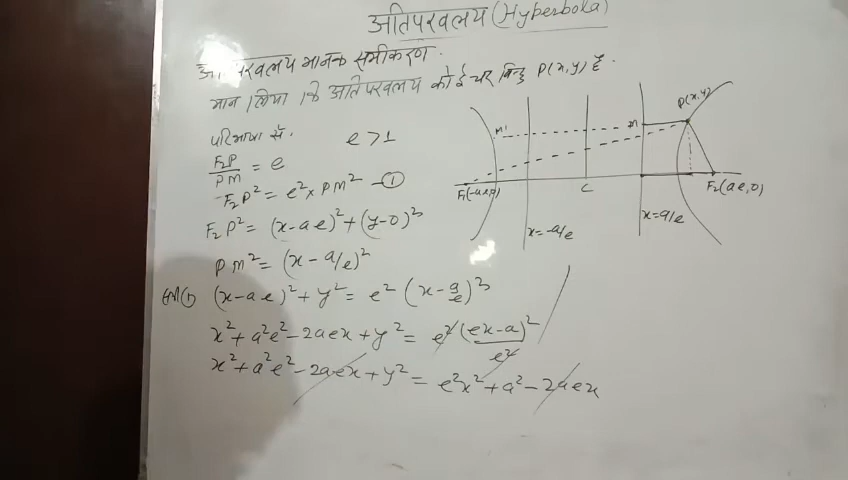 अतिपरवलय (Hyperbola)
अतिपरवलय मानक समीकरण.
मान लिया कि अतिपरवलय कोई चर बिन्दु P(x,y) है.
परिभाषा से. e>1
F₂P/PM = e
F₂P² = e² × PM² –①
F₂P² = (x-ae)²+(y-0)²
PM² = (x-a/e)²
① (x-ae)²+y² = e² (x-a/e)²
x²+a²e²-2aex+y² = e² (ex-a)²/e²
x²+a²e²-2aex+y² = e²x²+a²-2aex
M'
M
P(x,y)
F₁(-ae,0)
C
F₂(ae,0)
x=-a/e
x=a/e